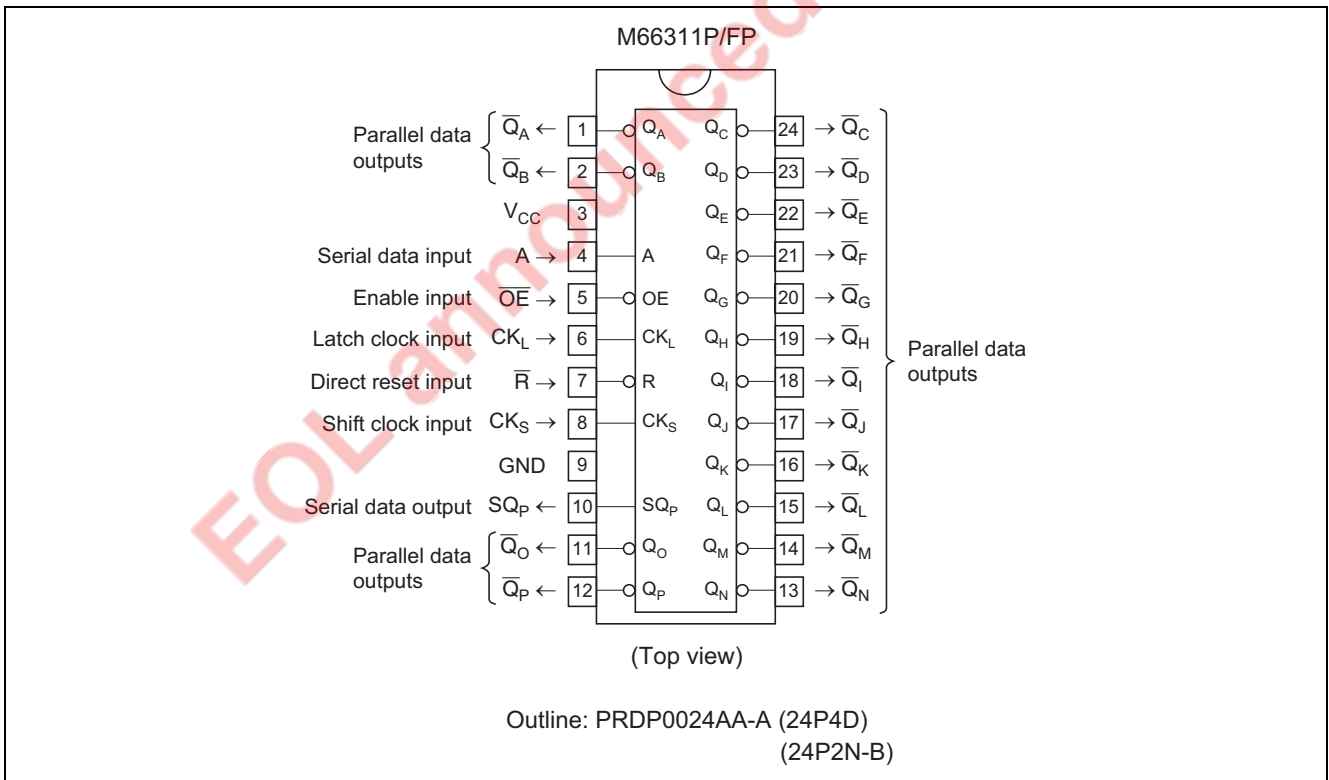 M66311P/FP
Parallel data
outputs
Q̅A ← 1 QA QC 24 → Q̅C
Q̅B ← 2 QB QD 23 → Q̅D
VCC 3 QE 22 → Q̅E
Serial data input A → 4 A QF 21 → Q̅F
Enable input O̅E̅ → 5 OE QG 20 → Q̅G
Latch clock input CKL → 6 CKL QH 19 → Q̅H
Direct reset input R̅ → 7 R QI 18 → Q̅I
Shift clock input CKS → 8 CKS QJ 17 → Q̅J
GND 9 QK 16 → Q̅K
Serial data output SQP ← 10 SQP QL 15 → Q̅L
Parallel data
outputs
Q̅O ← 11 QO QM 14 → Q̅M
Q̅P ← 12 QP QN 13 → Q̅N
Parallel data
outputs
(Top view)
Outline: PRDP0024AA-A (24P4D)
(24P2N-B)
EOL announced